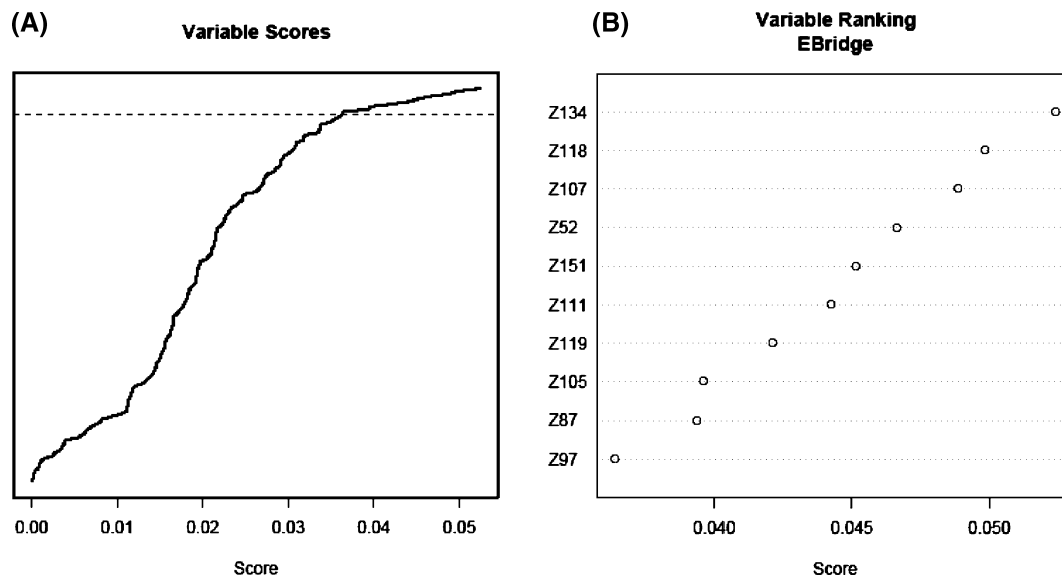 (A)
Variable Scores
0.00 0.01 0.02 0.03 0.04 0.05
Score
(B)
Variable Ranking
EBridge
Z134
Z118
Z107
Z52
Z151
Z111
Z119
Z105
Z87
Z97
0.040 0.045 0.050
Score